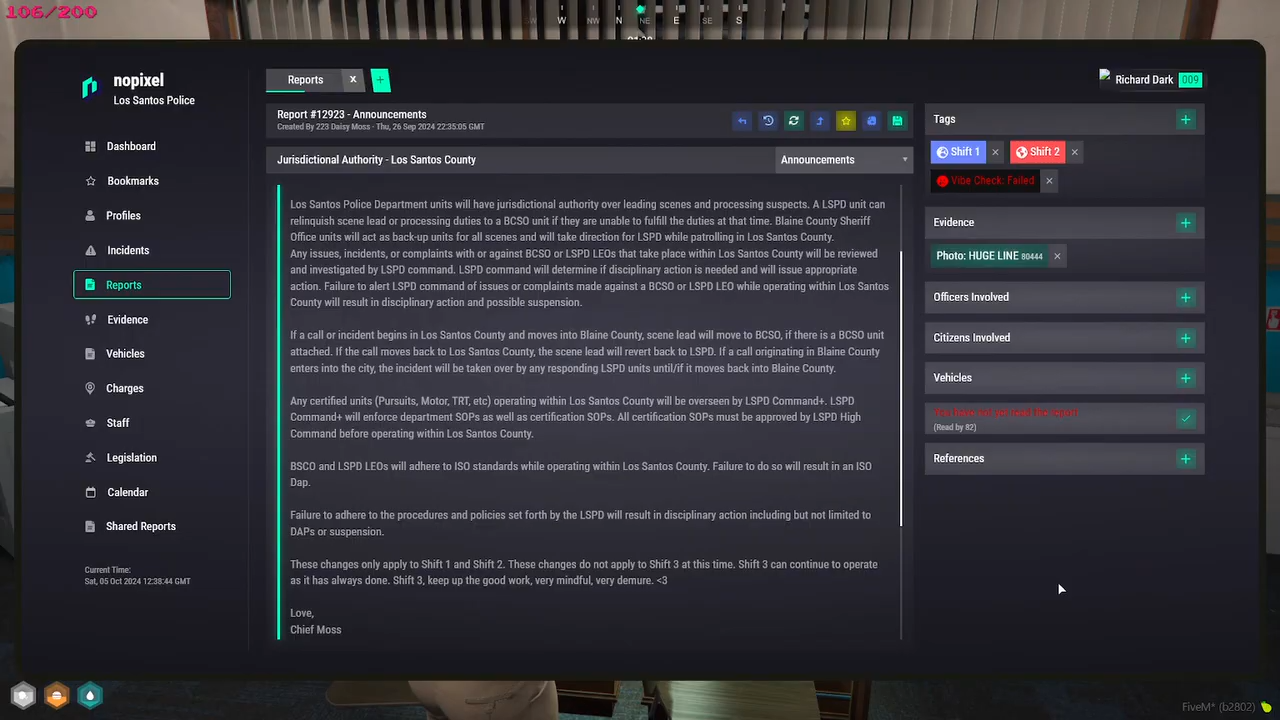 106/200
W NW N NE E SE S
nopixel
Los Santos Police
Dashboard
Bookmarks
Profiles
Incidents
Reports
Evidence
Vehicles
Charges
Staff
Legislation
Calendar
Shared Reports
Current Time:
Sat, 05 Oct 2024 12:38:44 GMT
Reports x +
Richard Dark 009
Report #12923 - Announcements
Created By 223 Daisy Moss - Thu, 26 Sep 2024 22:35:05 GMT
Jurisdictional Authority - Los Santos County
Announcements
Los Santos Police Department units will have jurisdictional authority over leading scenes and processing suspects. A LSPD unit can
relinquish scene lead or processing duties to a BCSO unit if they are unable to fulfill the duties at that time. Blaine County Sheriff
Office units will act as back-up units for all scenes and will take direction for LSPD while patrolling in Los Santos County.
Any issues, incidents, or complaints with or against BCSO or LSPD LEOs that take place within Los Santos County will be reviewed
and investigated by LSPD command. LSPD command will determine if disciplinary action is needed and will issue appropriate
action. Failure to alert LSPD command of issues or complaints made against a BCSO or LSPD LEO while operating within Los Santos
County will result in disciplinary action and possible suspension.
If a call or incident begins in Los Santos County and moves into Blaine County, scene lead will move to BCSO, if there is a BCSO unit
attached. If the call moves back to Los Santos County, the scene lead will revert back to LSPD. If a call originating in Blaine County
enters into the city, the incident will be taken over by any responding LSPD units until/if it moves back into Blaine County.
Any certified units (Pursuits, Motor, TRT, etc) operating within Los Santos County will be overseen by LSPD Command+. LSPD
Command+ will enforce department SOPs as well as certification SOPs. All certification SOPs must be approved by LSPD High
Command before operating within Los Santos County.
BSCO and LSPD LEOs will adhere to ISO standards while operating within Los Santos County. Failure to do so will result in an ISO
Dap.
Failure to adhere to the procedures and policies set forth by the LSPD will result in disciplinary action including but not limited to
DAPs or suspension.
These changes only apply to Shift 1 and Shift 2. These changes do not apply to Shift 3 at this time. Shift 3 can continue to operate
as it has always done. Shift 3, keep up the good work, very mindful, very demure. <3
Love,
Chief Moss
Tags
Shift 1 x Shift 2 x
Vibe Check: Failed x
Evidence
Photo: HUGE LINE 80444 x
Officers Involved
Citizens Involved
Vehicles
(Read by 82)
References
FiveM* (b2802)